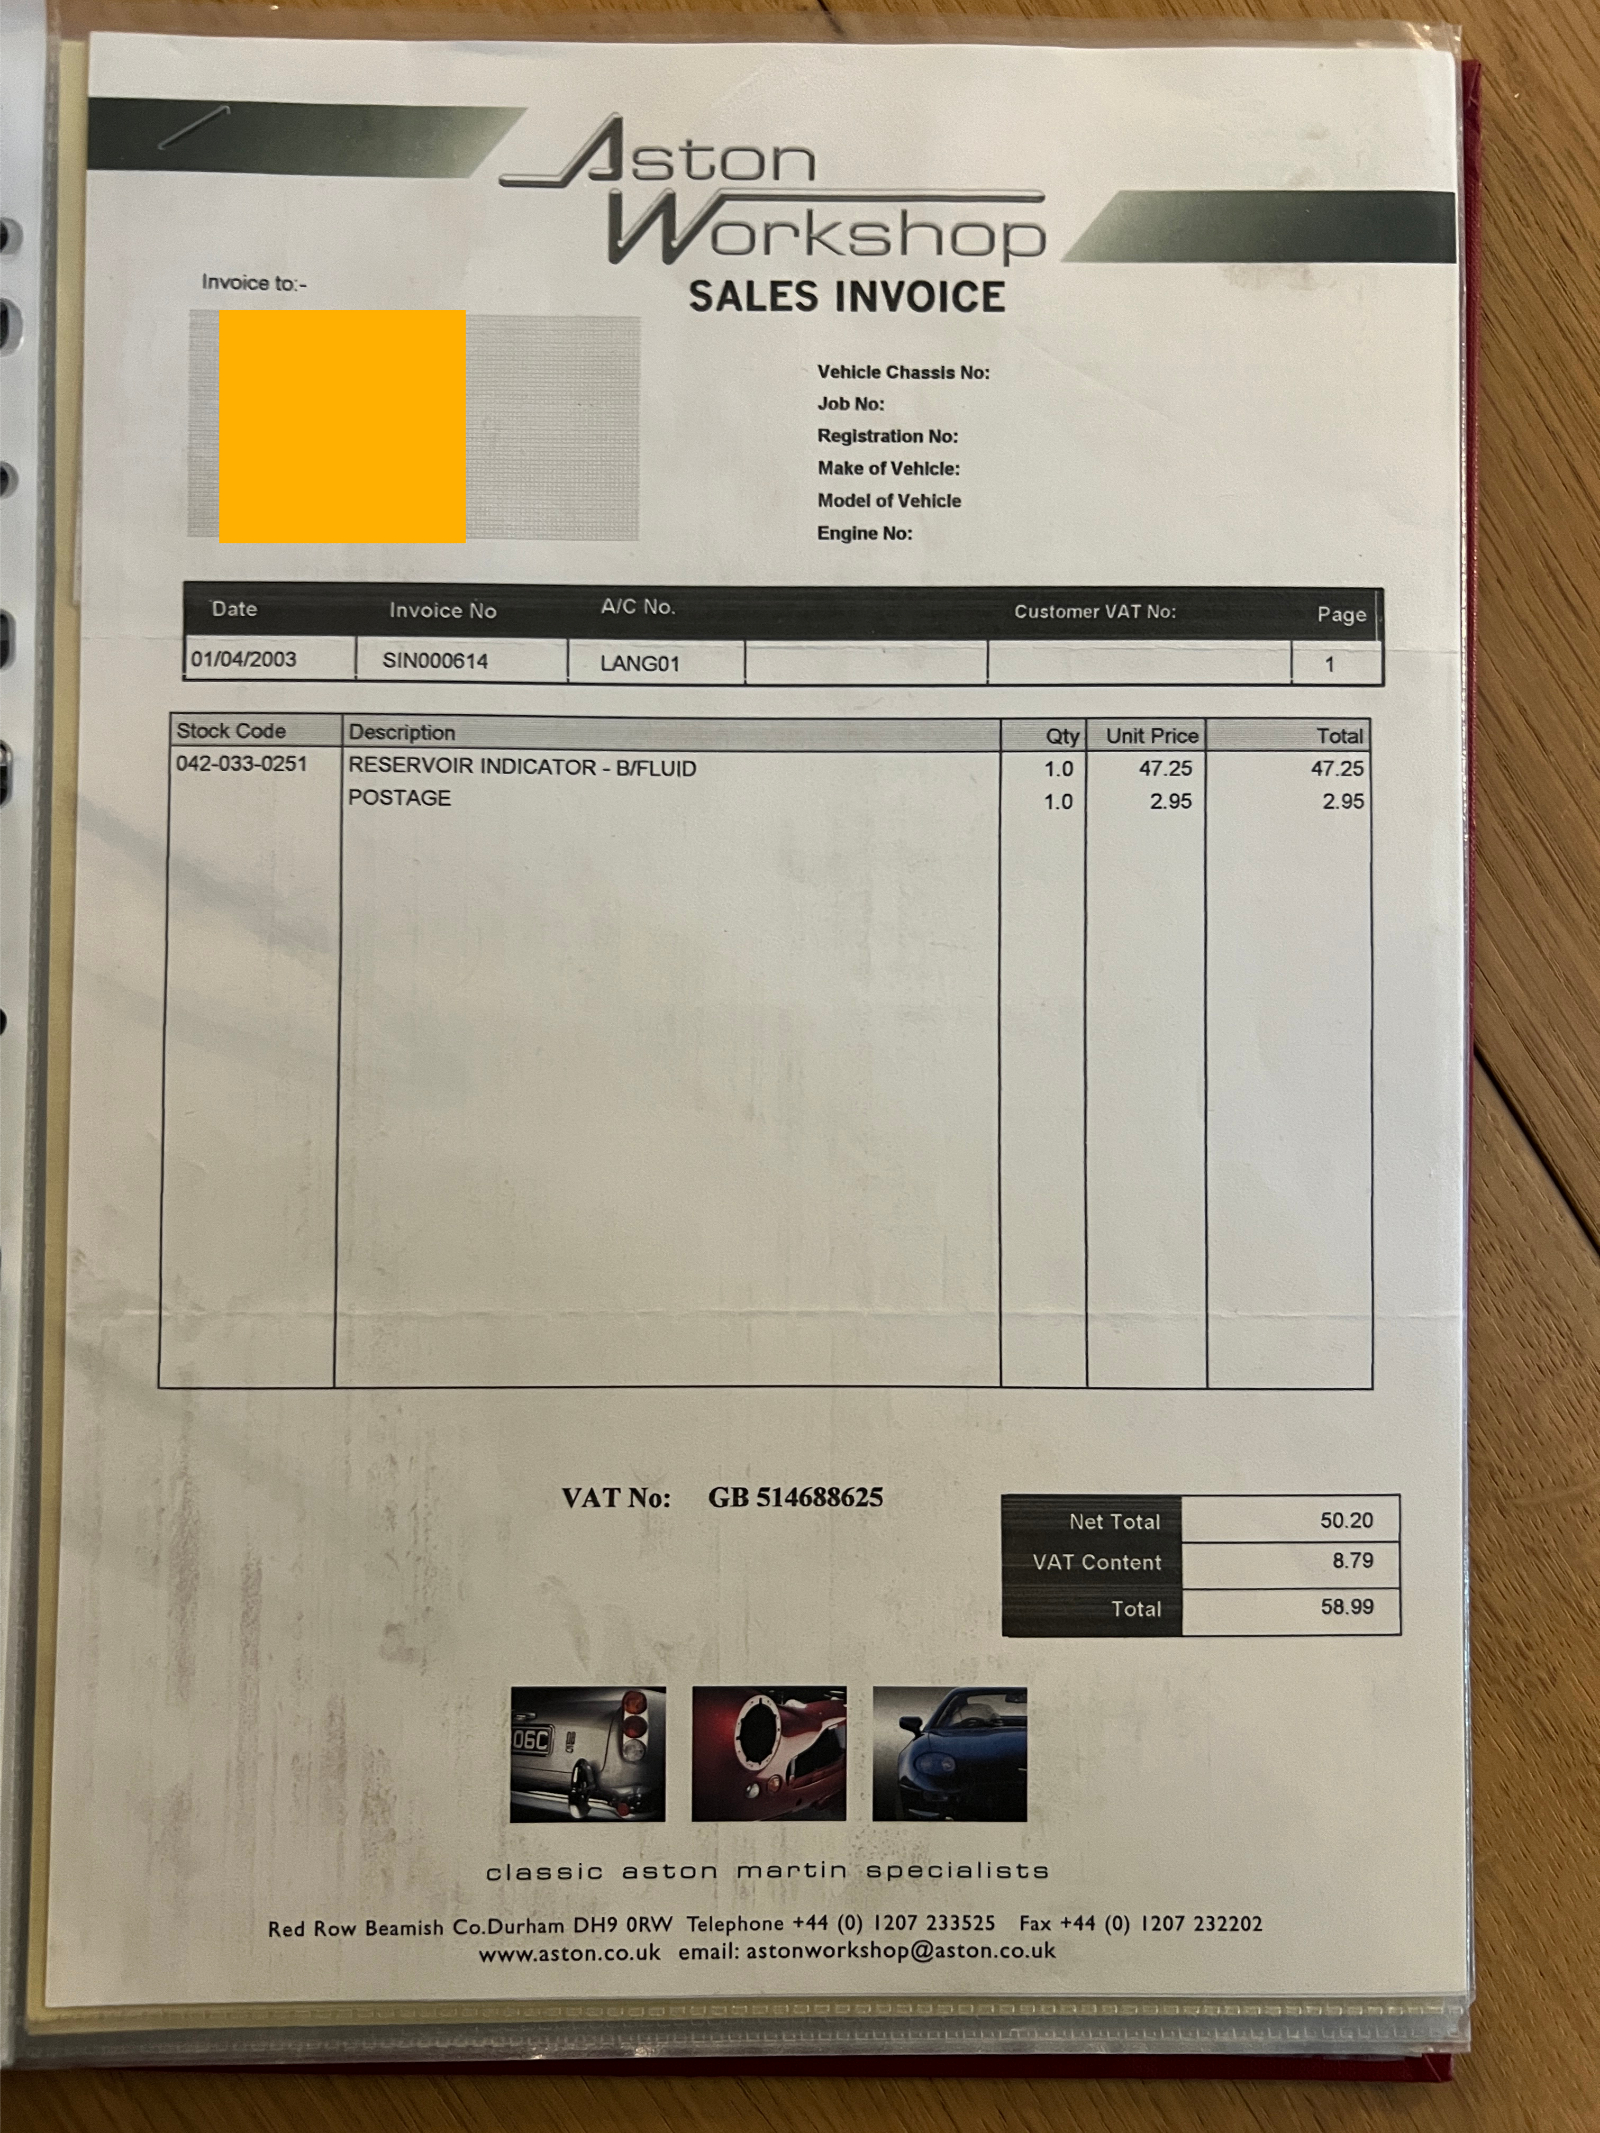 Aston
Workshop
Invoice to:-
SALES INVOICE
Vehicle Chassis No:
Job No:
Registration No:
Make of Vehicle:
Model of Vehicle
Engine No:
Date Invoice No A/C No. Customer VAT No: Page
01/04/2003 SIN000614 LANG01 1
Stock Code Description Qty Unit Price Total
042-033-0251 RESERVOIR INDICATOR - B/FLUID 1.0 47.25 47.25
POSTAGE 1.0 2.95 2.95
VAT No: GB 514688625
Net Total 50.20
VAT Content 8.79
Total 58.99
06C
classic aston martin specialists
Red Row Beamish Co.Durham DH9 0RW Telephone +44 (0) 1207 233525 Fax +44 (0) 1207 232202
www.aston.co.uk email: astonworkshop@aston.co.uk